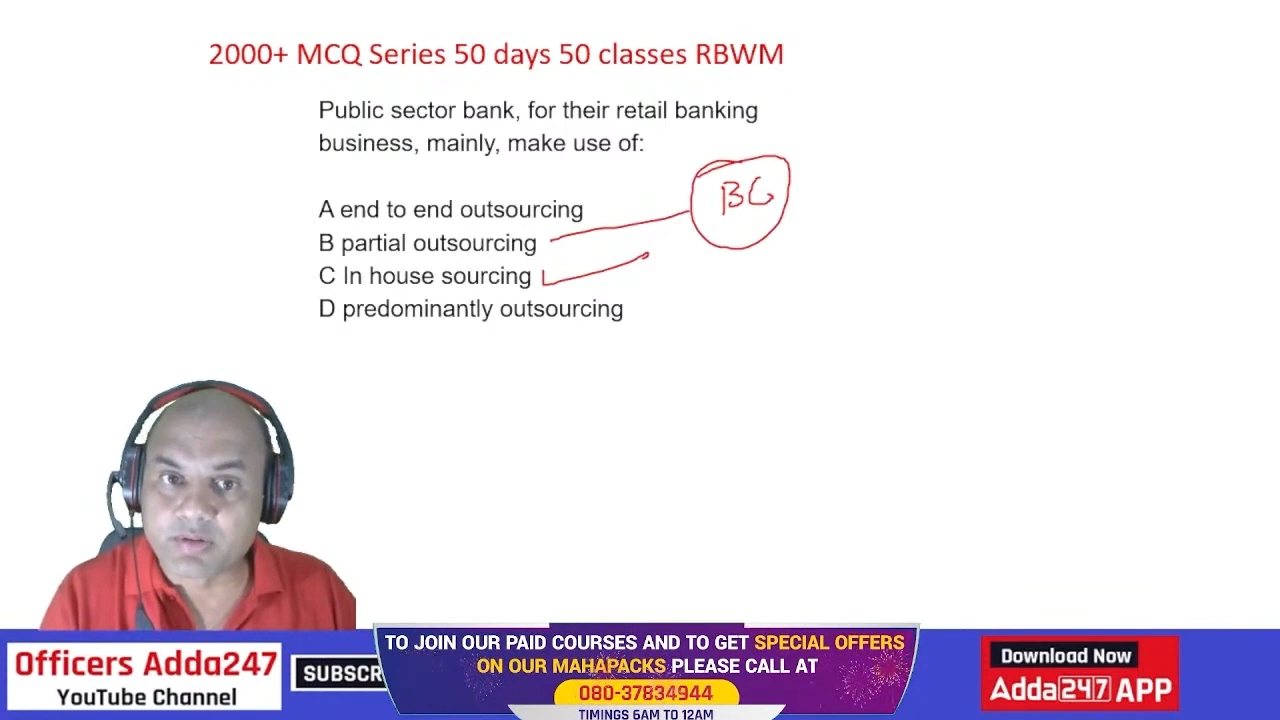 2000+ MCQ Series 50 days 50 classes RBWM
Public sector bank, for their retail banking
business, mainly, make use of:
A end to end outsourcing
B partial outsourcing
C In house sourcing
D predominantly outsourcing
BC
Officers Adda247
YouTube Channel
SUBSCR
TO JOIN OUR PAID COURSES AND TO GET SPECIAL OFFERS
ON OUR MAHAPACKS PLEASE CALL AT
080-37834944
TIMINGS 6AM TO 12AM
Download Now
Adda247 APP